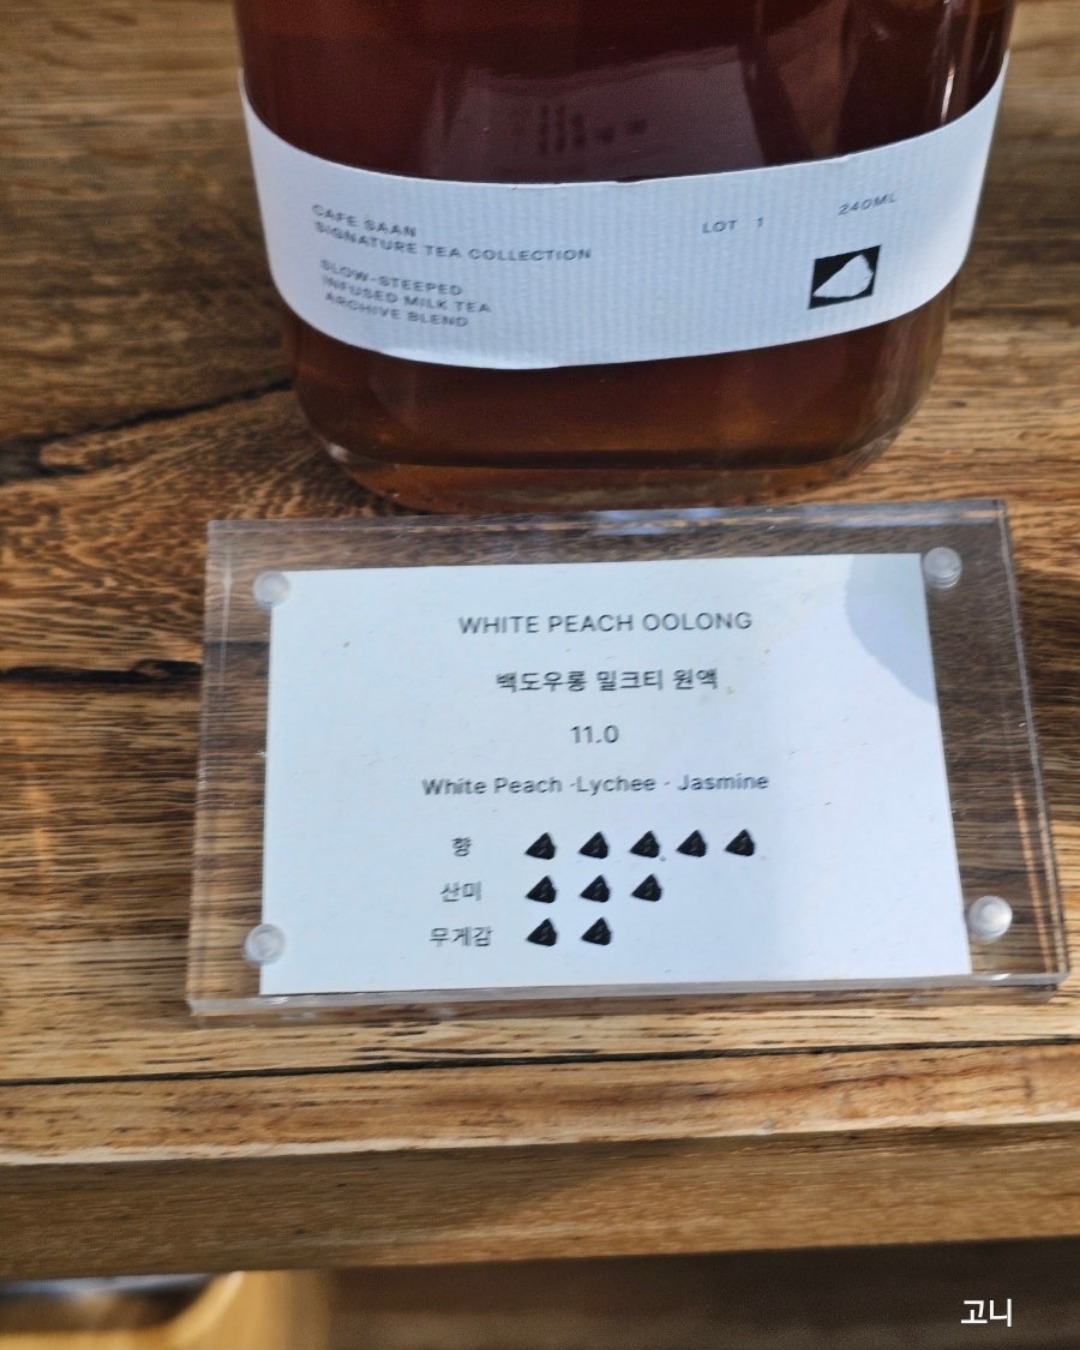 CAFE SAAN
SIGNATURE TEA COLLECTION
SLOW-STEEPED
INFUSED MILK TEA
ARCHIVE BLEND
LOT 1
240ML
WHITE PEACH OOLONG
백도우롱 밀크티 원액
11.0
White Peach · Lychee · Jasmine
향
산미
무게감
고니